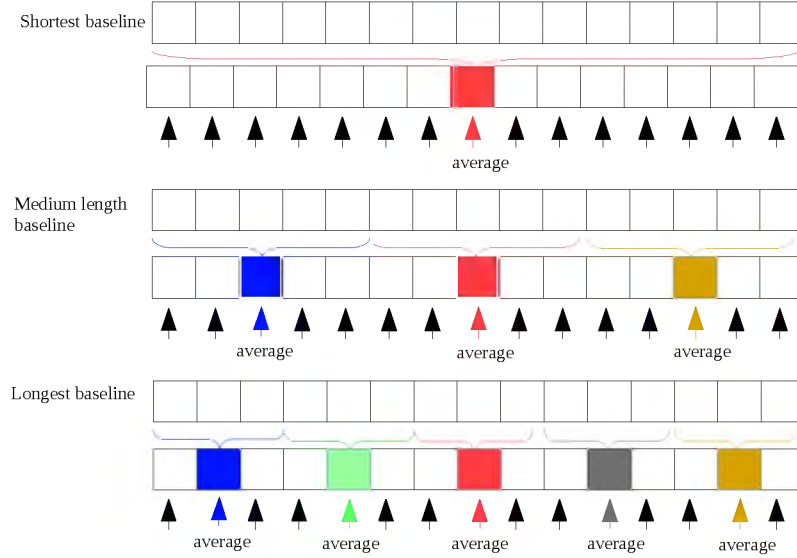 Shortest baseline
average
Medium length
baseline
average
average
average
Longest baseline
average
average
average
average
average